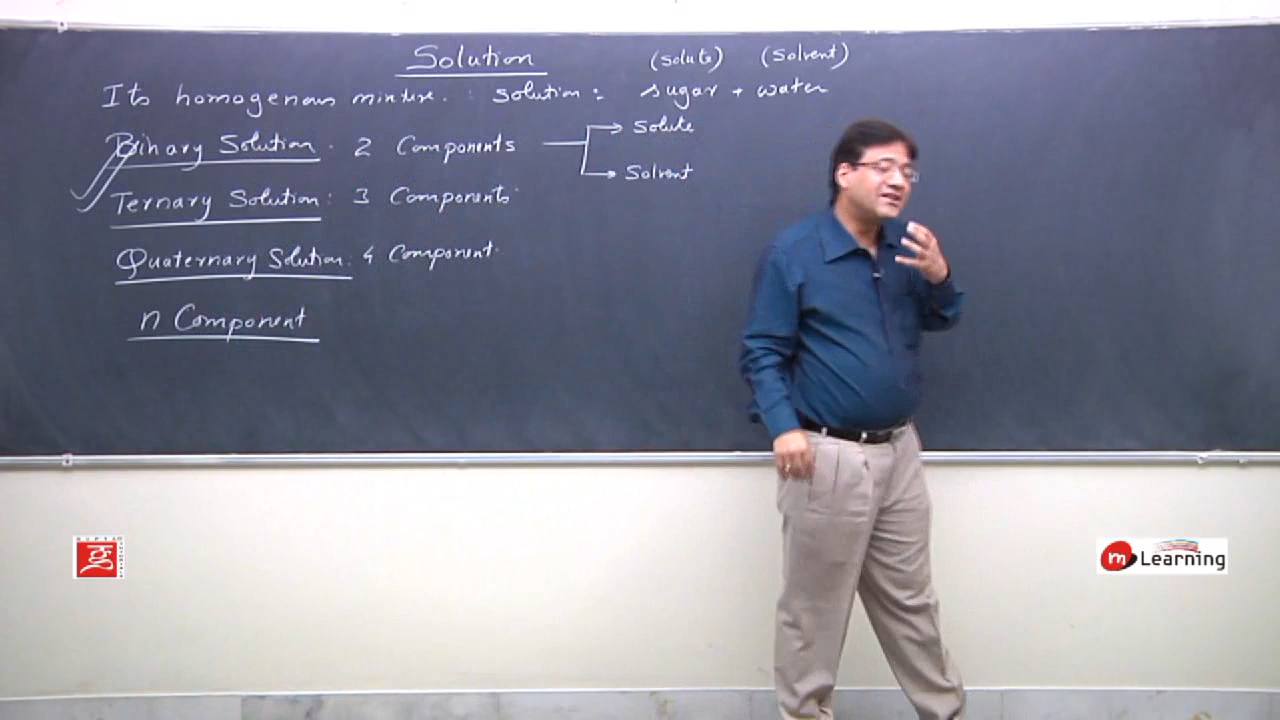 Solution
(Solute) (Solvent)
Its homogenous mixture. : solution: sugar + water
Binary Solution. 2 Components → Solute
→ Solvent
Ternary Solution: 3 Components
Quaternary Solution: 4 Component.
n Component
m Learning